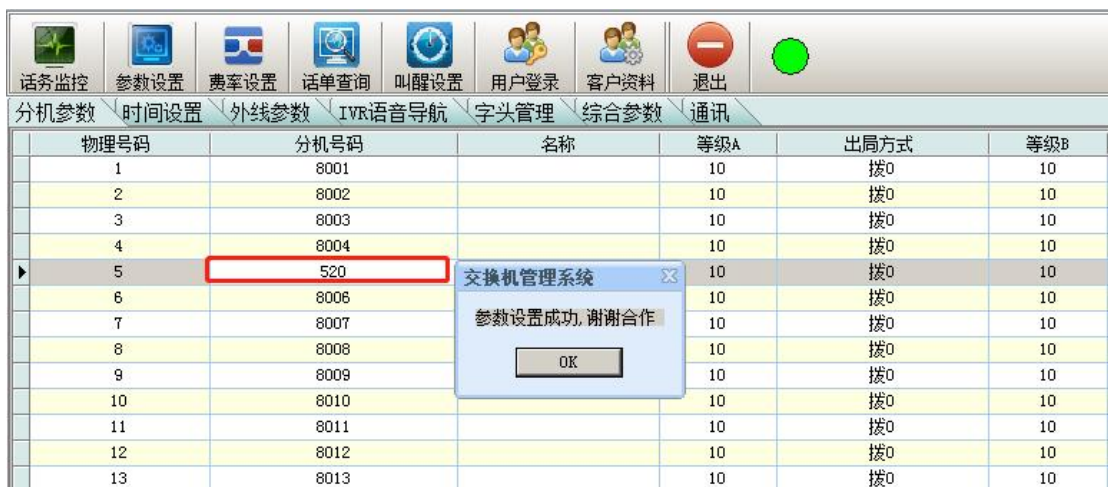 话务监控 参数设置 费率设置 话单查询 叫醒设置 用户登录 客户资料 退出
分机参数 时间设置 外线参数 IVR语音导航 字头管理 综合参数 通讯
物理号码 分机号码 名称 等级A 出局方式 等级B
1 8001 10 拨0 10
2 8002 10 拨0 10
3 8003 10 拨0 10
4 8004 10 拨0 10
5 520 10 拨0 10
交换机管理系统
6 8006 10 拨0 10
7 8007 10 拨0 10
参数设置成功,谢谢合作
8 8008 10 拨0 10
OK
9 8009 10 拨0 10
10 8010 10 拨0 10
11 8011 10 拨0 10
12 8012 10 拨0 10
13 8013 10 拨0 10